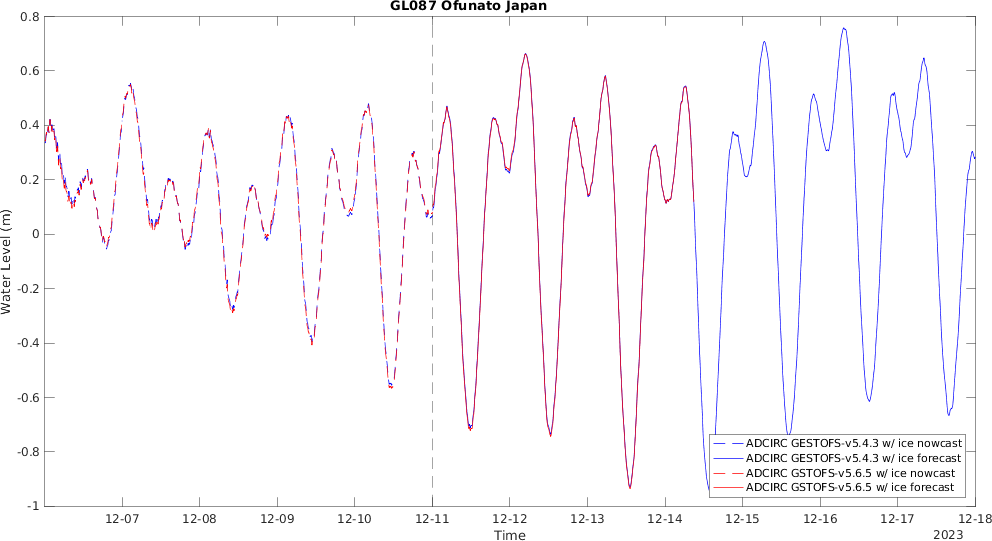 GL087 Ofunato Japan
0.8
0.6
0.4
0.2
0
-0.2
-0.4
-0.6
-0.8
-1
Water Level (m)
ADCIRC GESTOFS-v5.4.3 w/ ice nowcast
ADCIRC GESTOFS-v5.4.3 w/ ice forecast
ADCIRC GSTOFS-v5.6.5 w/ ice nowcast
ADCIRC GSTOFS-v5.6.5 w/ ice forecast
12-07 12-08 12-09 12-10 12-11 12-12 12-13 12-14 12-15 12-16 12-17 12-18
Time
2023